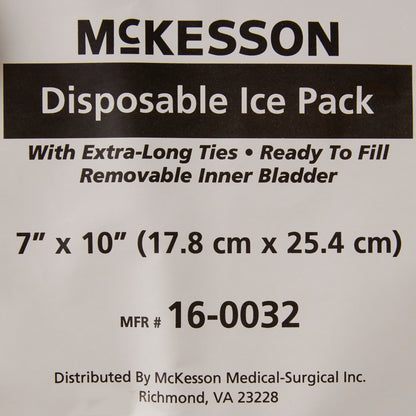 McKESSON
Disposable Ice Pack
With Extra-Long Ties • Ready To Fill
Removable Inner Bladder
7” x 10” (17.8 cm x 25.4 cm)
MFR # 16-0032
Distributed By McKesson Medical-Surgical Inc.
Richmond, VA 23228